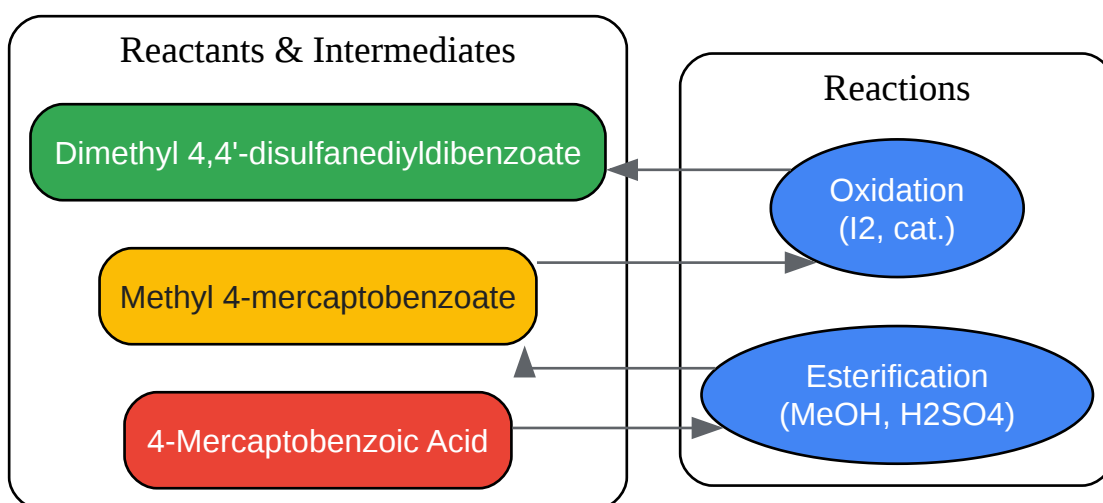 Reactants & Intermediates
Dimethyl 4,4'-disulfanediyldibenzoate
Methyl 4-mercaptobenzoate
4-Mercaptobenzoic Acid
Reactions
Oxidation
(I2, cat.)
Esterification
(MeOH, H2SO4)